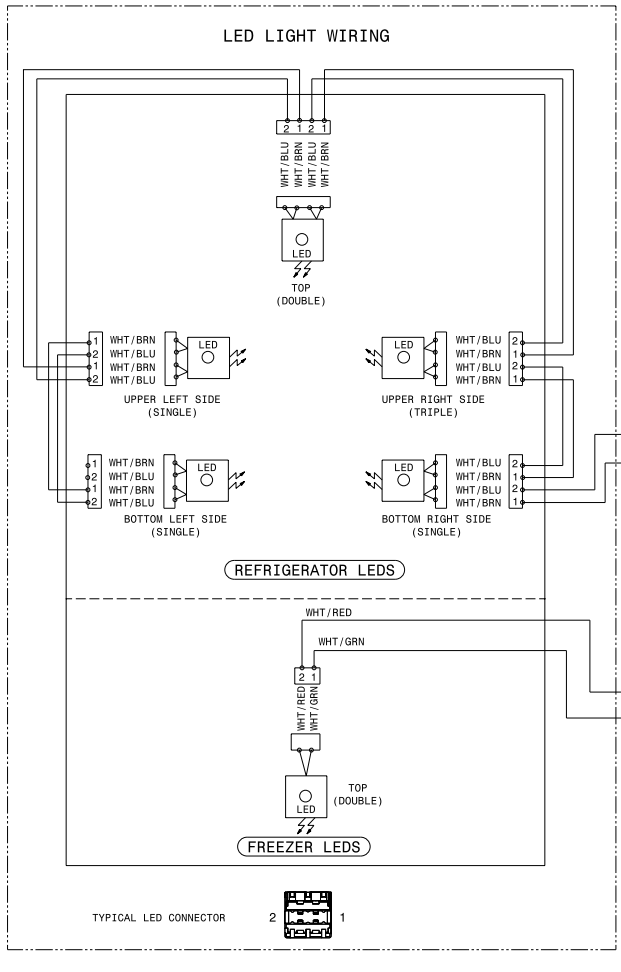 LED LIGHT WIRING
2 1 2 1
WHT/BLU
WHT/BRN
WHT/BLU
WHT/BRN
LED
TOP
(DOUBLE)
1 WHT/BRN
2 WHT/BLU
1 WHT/BRN
2 WHT/BLU
LED
UPPER LEFT SIDE
(SINGLE)
LED
WHT/BLU 2
WHT/BRN 1
WHT/BLU 2
WHT/BRN 1
UPPER RIGHT SIDE
(TRIPLE)
1 WHT/BRN
2 WHT/BLU
1 WHT/BRN
2 WHT/BLU
LED
BOTTOM LEFT SIDE
(SINGLE)
LED
WHT/BLU 2
WHT/BRN 1
WHT/BLU 2
WHT/BRN 1
BOTTOM RIGHT SIDE
(SINGLE)
REFRIGERATOR LEDS
WHT/RED
WHT/GRN
2 1
WHT/RED
WHT/GRN
LED
TOP
(DOUBLE)
FREEZER LEDS
TYPICAL LED CONNECTOR 2 1